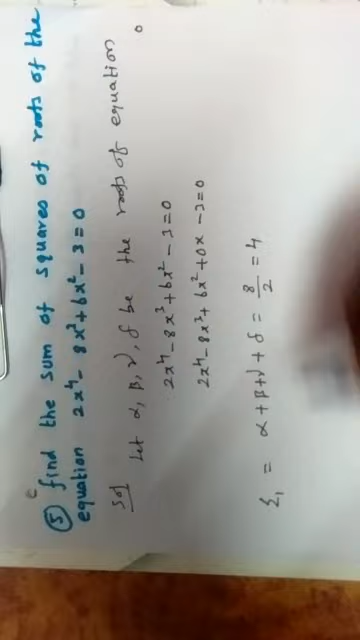 ⑤ find the sum of squares of roots of the
equation 2x⁴- 8x³+6x²- 3=0
Sol Let α, β, γ, δ be the roots of equation
2x⁴- 8x³+6x² - 3=0
2x⁴- 8x³+ 6x²+0x -3=0
Σ₁ = α+β+γ+δ = 8/2 = 4